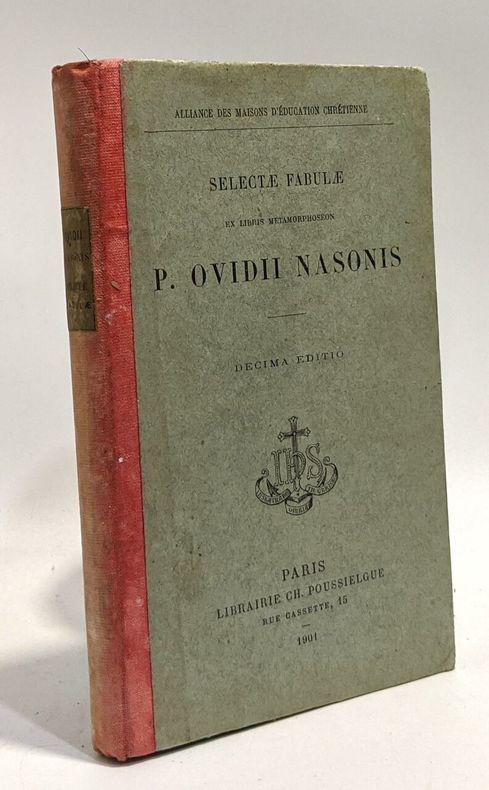 ALLIANCE DES MAISONS D'ÉDUCATION CHRÉTIENNE
SELECTÆ FABULÆ
EX LIBRIS METAMORPHOSEON
P. OVIDII NASONIS
DECIMA EDITIO
IHS
PARIS
LIBRAIRIE CH. POUSSIELGUE
RUE CASSETTE, 15
1901